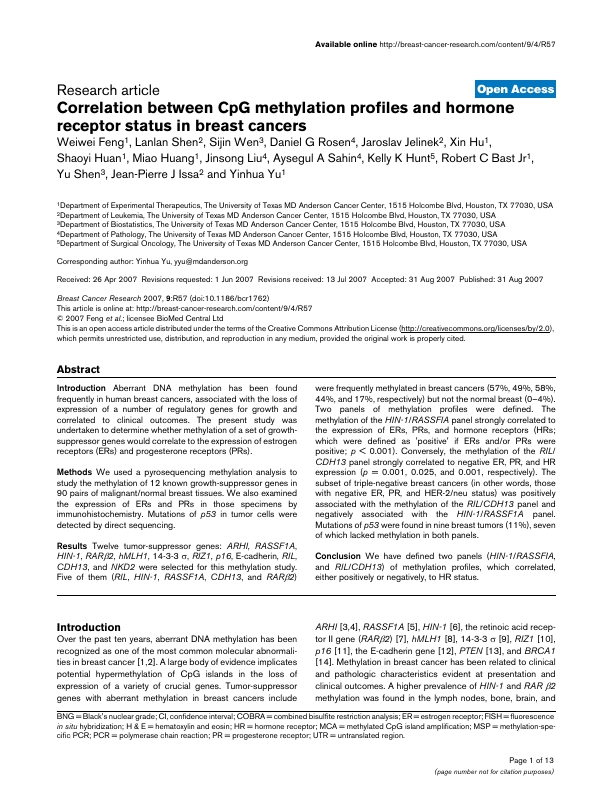 Available online http://breast-cancer-research.com/content/9/4/R57
Research article
Open Access
Correlation between CpG methylation profiles and hormone
receptor status in breast cancers
Weiwei Feng1, Lanlan Shen2, Sijin Wen3, Daniel G Rosen4, Jaroslav Jelinek2, Xin Hu1,
Shaoyi Huan1, Miao Huang1, Jinsong Liu4, Aysegul A Sahin4, Kelly K Hunt5, Robert C Bast Jr1,
Yu Shen3, Jean-Pierre J Issa2 and Yinhua Yu1
1Department of Experimental Therapeutics, The University of Texas MD Anderson Cancer Center, 1515 Holcombe Blvd, Houston, TX 77030, USA
2Department of Leukemia, The University of Texas MD Anderson Cancer Center, 1515 Holcombe Blvd, Houston, TX 77030, USA
3Department of Biostatistics, The University of Texas MD Anderson Cancer Center, 1515 Holcombe Blvd, Houston, TX 77030, USA
4Department of Pathology, The University of Texas MD Anderson Cancer Center, 1515 Holcombe Blvd, Houston, TX 77030, USA
5Department of Surgical Oncology, The University of Texas MD Anderson Cancer Center, 1515 Holcombe Blvd, Houston, TX 77030, USA
Corresponding author: Yinhua Yu, yyu@mdanderson.org
Received: 26 Apr 2007 Revisions requested: 1 Jun 2007 Revisions received: 13 Jul 2007 Accepted: 31 Aug 2007 Published: 31 Aug 2007
Breast Cancer Research 2007, 9:R57 (doi:10.1186/bcr1762)
This article is online at: http://breast-cancer-research.com/content/9/4/R57
© 2007 Feng et al.; licensee BioMed Central Ltd
This is an open access article distributed under the terms of the Creative Commons Attribution License (http://creativecommons.org/licenses/by/2.0),
which permits unrestricted use, distribution, and reproduction in any medium, provided the original work is properly cited.
Abstract
Introduction Aberrant DNA methylation has been found
frequently in human breast cancers, associated with the loss of
expression of a number of regulatory genes for growth and
correlated to clinical outcomes. The present study was
undertaken to determine whether methylation of a set of growth-
suppressor genes would correlate to the expression of estrogen
receptors (ERs) and progesterone receptors (PRs).
Methods We used a pyrosequencing methylation analysis to
study the methylation of 12 known growth-suppressor genes in
90 pairs of malignant/normal breast tissues. We also examined
the expression of ERs and PRs in those specimens by
immunohistochemistry. Mutations of p53 in tumor cells were
detected by direct sequencing.
Results Twelve tumor-suppressor genes: ARHI, RASSF1A,
HIN-1, RARβ2, hMLH1, 14-3-3 σ, RIZ1, p16, E-cadherin, RIL,
CDH13, and NKD2 were selected for this methylation study.
Five of them (RIL, HIN-1, RASSF1A, CDH13, and RARβ2)
were frequently methylated in breast cancers (57%, 49%, 58%,
44%, and 17%, respectively) but not the normal breast (0–4%).
Two panels of methylation profiles were defined. The
methylation of the HIN-1/RASSFIA panel strongly correlated to
the expression of ERs, PRs, and hormone receptors (HRs;
which were defined as 'positive' if ERs and/or PRs were
positive; p < 0.001). Conversely, the methylation of the RIL/
CDH13 panel strongly correlated to negative ER, PR, and HR
expression (p = 0.001, 0.025, and 0.001, respectively). The
subset of triple-negative breast cancers (in other words, those
with negative ER, PR, and HER-2/neu status) was positively
associated with the methylation of the RIL/CDH13 panel and
negatively associated with the HIN-1/RASSF1A panel.
Mutations of p53 were found in nine breast tumors (11%), seven
of which lacked methylation in both panels.
Conclusion We have defined two panels (HIN-1/RASSFIA,
and RIL/CDH13) of methylation profiles, which correlated,
either positively or negatively, to HR status.
Introduction
Over the past ten years, aberrant DNA methylation has been
recognized as one of the most common molecular abnormali-
ties in breast cancer [1,2]. A large body of evidence implicates
potential hypermethylation of CpG islands in the loss of
expression of a variety of crucial genes. Tumor-suppressor
genes with aberrant methylation in breast cancers include
ARHI [3,4], RASSF1A [5], HIN-1 [6], the retinoic acid recep-
tor II gene (RARβ2) [7], hMLH1 [8], 14-3-3 σ [9], RIZ1 [10],
p16 [11], the E-cadherin gene [12], PTEN [13], and BRCA1
[14]. Methylation in breast cancer has been related to clinical
and pathologic characteristics evident at presentation and
clinical outcomes. A higher prevalence of HIN-1 and RAR β2
methylation was found in the lymph nodes, bone, brain, and
BNG = Black's nuclear grade; CI, confidence interval; COBRA = combined bisulfite restriction analysis; ER = estrogen receptor; FISH = fluorescence
in situ hybridization; H & E = hematoxylin and eosin; HR = hormone receptor; MCA = methylated CpG island amplification; MSP = methylation-spe-
cific PCR; PCR = polymerase chain reaction; PR = progesterone receptor; UTR = untranslated region.
Page 1 of 13
(page number not for citation purposes)